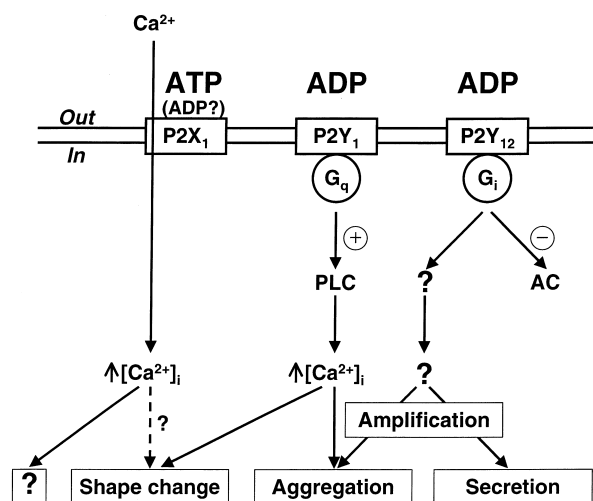 Ca²⁺
ATP ADP ADP
(ADP?)
Out
P2X₁ P2Y₁ P2Y₁₂
In
Gq Gi
+ −
PLC ? AC
↑[Ca²⁺]i ↑[Ca²⁺]i ?
?
Amplification
? Shape change Aggregation Secretion